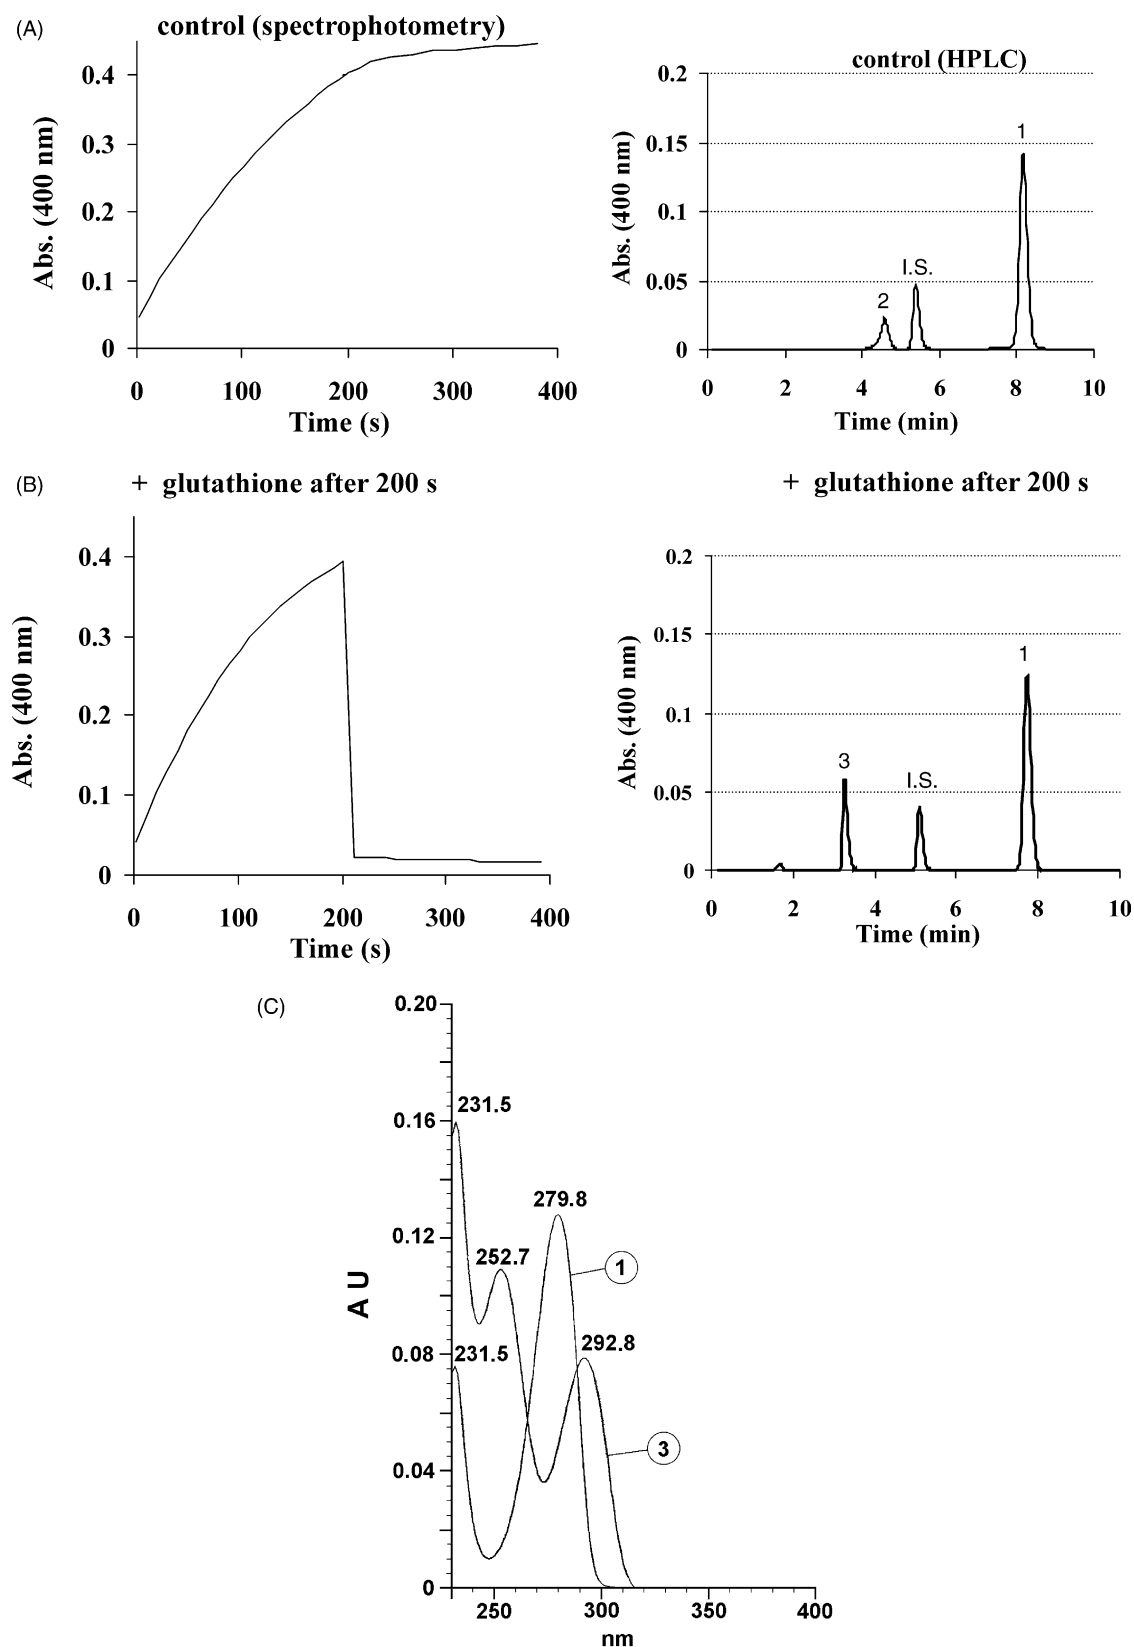 (A)
control (spectrophotometry)
Abs. (400 nm)
0.4
0.3
0.2
0.1
0
0 100 200 300 400
Time (s)
control (HPLC)
Abs. (400 nm)
0.2
0.15
0.1
0.05
0
2
I.S.
1
0 2 4 6 8 10
Time (min)
(B)
+ glutathione after 200 s
Abs. (400 nm)
0.4
0.3
0.2
0.1
0
0 100 200 300 400
Time (s)
+ glutathione after 200 s
Abs. (400 nm)
0.2
0.15
0.1
0.05
0
3
I.S.
1
0 2 4 6 8 10
Time (min)
(C)
A U
0.20
0.16
0.12
0.08
0.04
0
231.5
279.8
252.7
1
231.5
292.8
3
250 300 350 400
nm